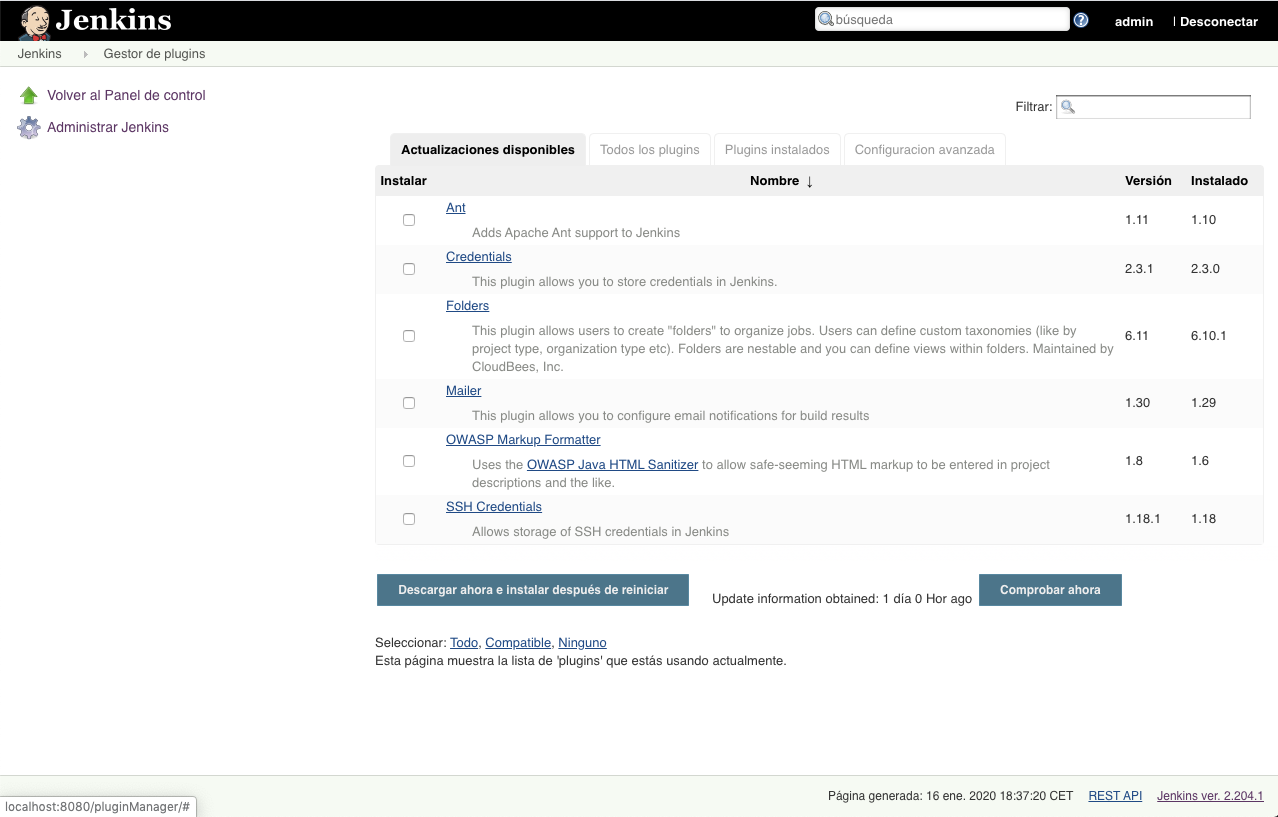 Jenkins
búsqueda
admin
| Desconectar
Jenkins
Gestor de plugins
Volver al Panel de control
Administrar Jenkins
Filtrar:
Actualizaciones disponibles
Todos los plugins
Plugins instalados
Configuracion avanzada
Instalar Nombre ↓ Versión Instalado
Ant
Adds Apache Ant support to Jenkins
1.11 1.10
Credentials
This plugin allows you to store credentials in Jenkins.
2.3.1 2.3.0
Folders
This plugin allows users to create "folders" to organize jobs. Users can define custom taxonomies (like by
project type, organization type etc). Folders are nestable and you can define views within folders. Maintained by
CloudBees, Inc.
6.11 6.10.1
Mailer
This plugin allows you to configure email notifications for build results
1.30 1.29
OWASP Markup Formatter
Uses the OWASP Java HTML Sanitizer to allow safe-seeming HTML markup to be entered in project
descriptions and the like.
1.8 1.6
SSH Credentials
Allows storage of SSH credentials in Jenkins
1.18.1 1.18
Descargar ahora e instalar después de reiniciar
Update information obtained: 1 día 0 Hor ago
Comprobar ahora
Seleccionar: Todo, Compatible, Ninguno
Esta página muestra la lista de 'plugins' que estás usando actualmente.
Página generada: 16 ene. 2020 18:37:20 CET REST API Jenkins ver. 2.204.1
localhost:8080/pluginManager/#